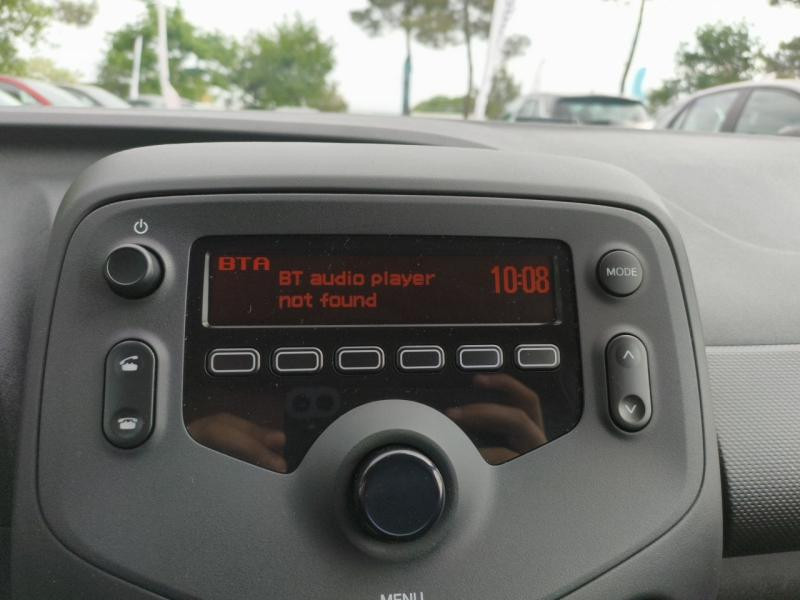 BTA
BT audio player
not found
10:08
MODE
MENU